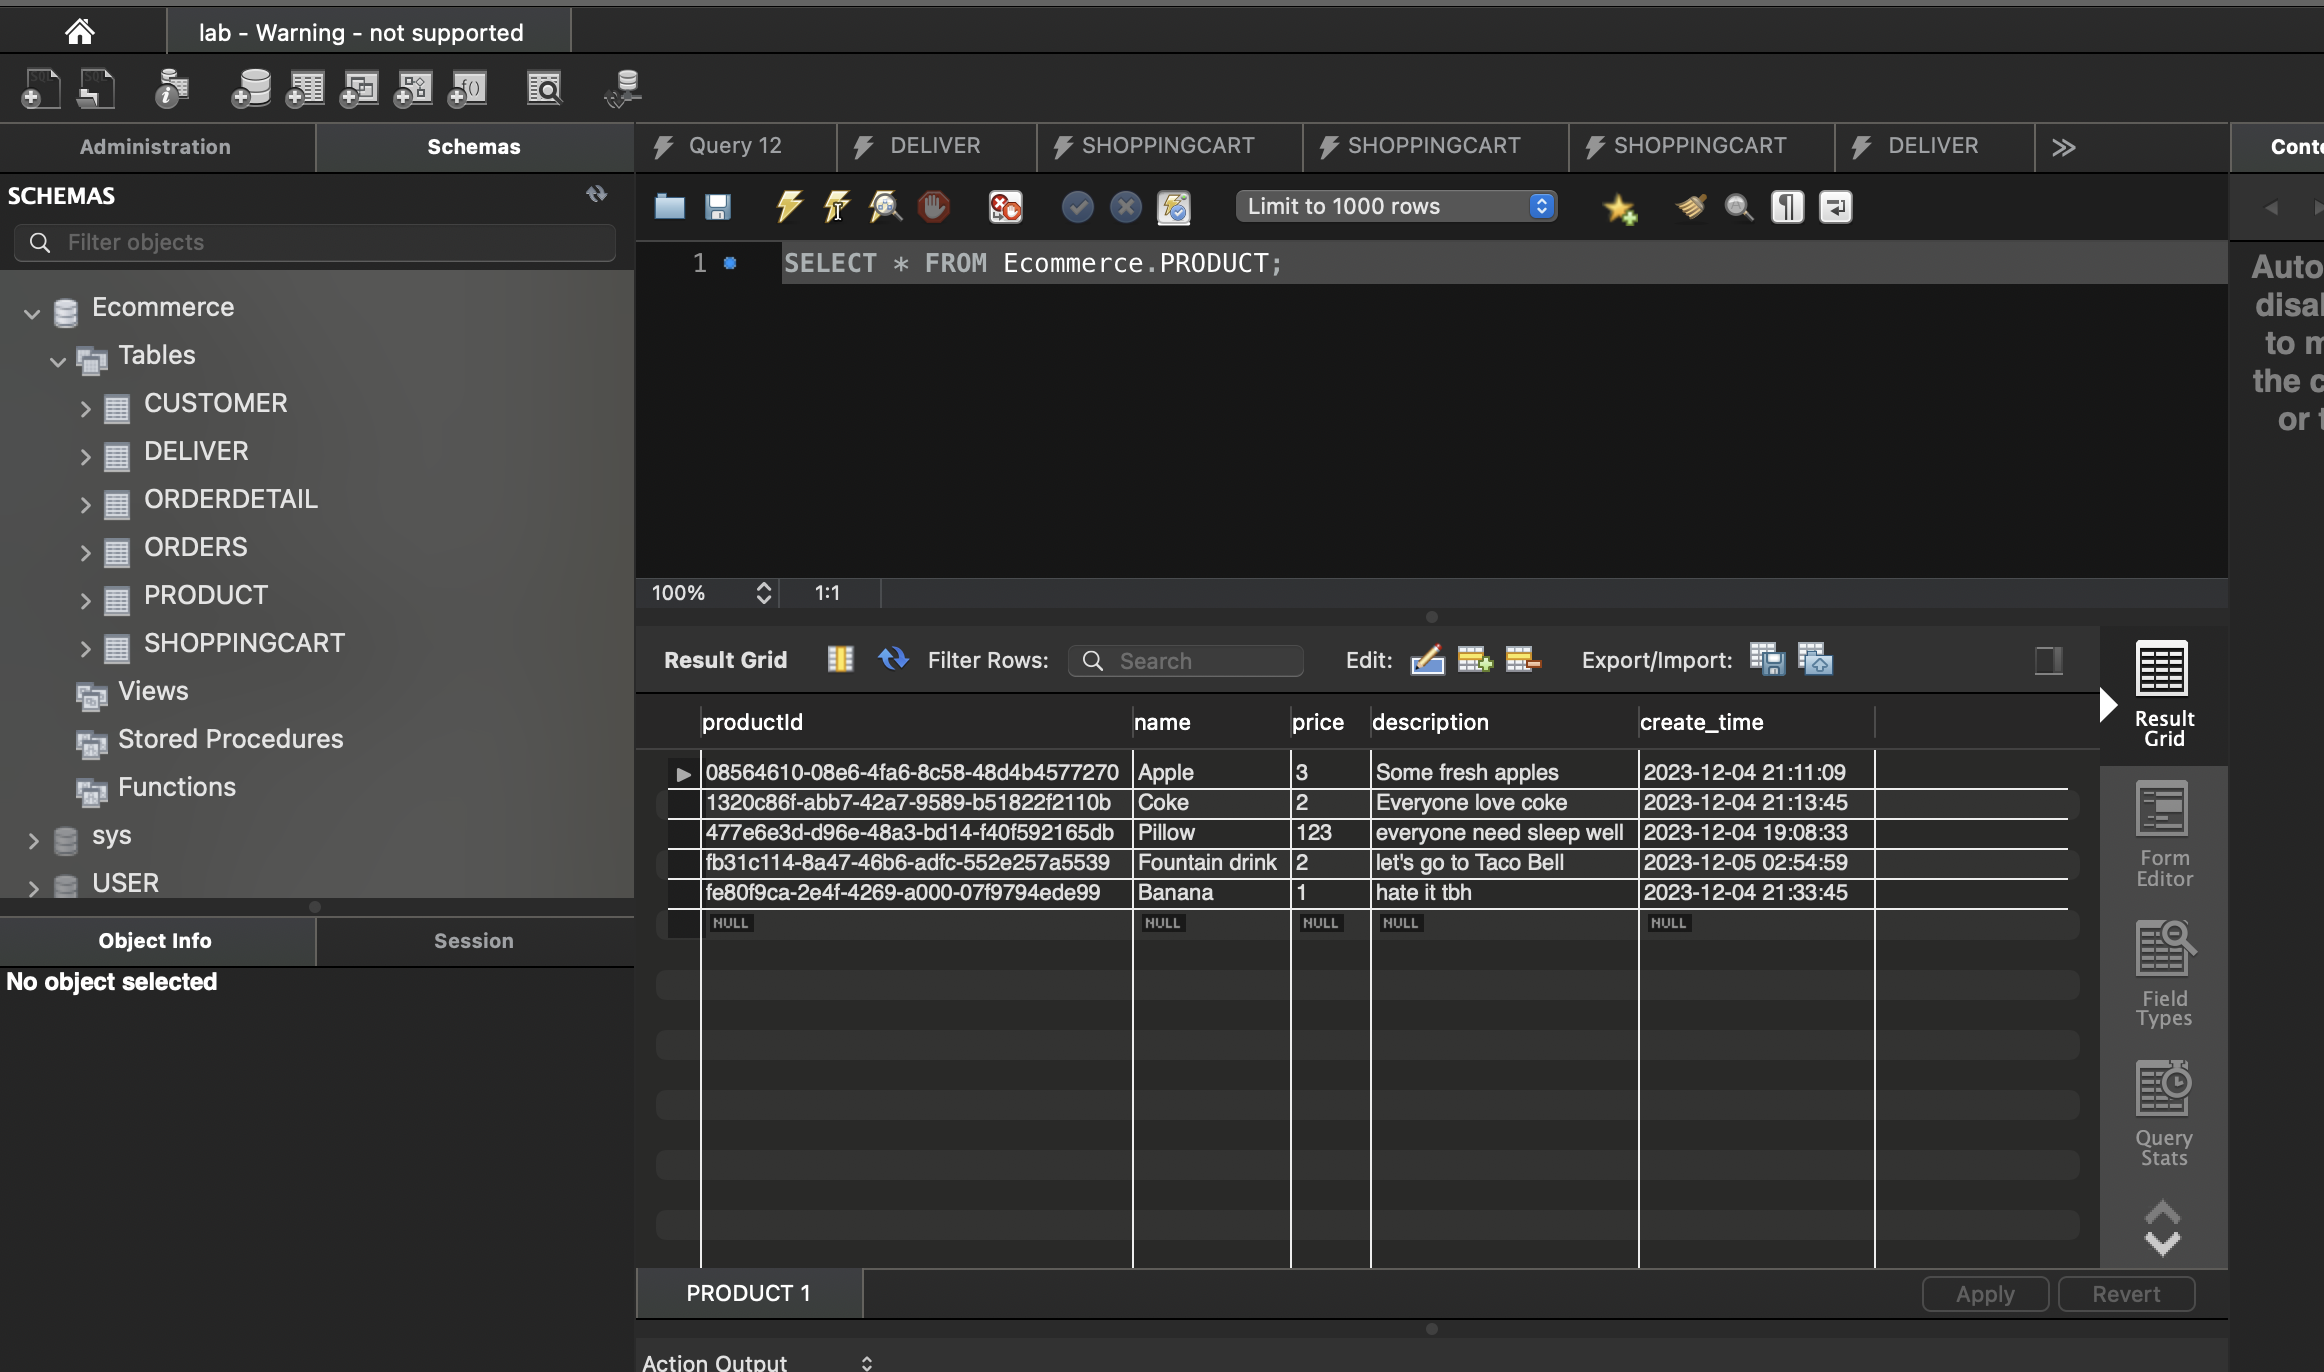 lab - Warning - not supported
Administration
Schemas
Query 12
DELIVER
SHOPPINGCART
SHOPPINGCART
SHOPPINGCART
DELIVER
SCHEMAS
Filter objects
Limit to 1000 rows
1
SELECT * FROM Ecommerce.PRODUCT;
Ecommerce
Tables
CUSTOMER
DELIVER
ORDERDETAIL
ORDERS
PRODUCT
SHOPPINGCART
Views
Stored Procedures
Functions
sys
USER
Object Info
Session
No object selected
100%
1:1
Result Grid
Filter Rows:
Search
Edit:
Export/Import:
productId name price description create_time
08564610-08e6-4fa6-8c58-48d4b4577270 Apple 3 Some fresh apples 2023-12-04 21:11:09
1320c86f-abb7-42a7-9589-b51822f2110b Coke 2 Everyone love coke 2023-12-04 21:13:45
477e6e3d-d96e-48a3-bd14-f40f592165db Pillow 123 everyone need sleep well 2023-12-04 19:08:33
fb31c114-8a47-46b6-adfc-552e257a5539 Fountain drink 2 let's go to Taco Bell 2023-12-05 02:54:59
fe80f9ca-2e4f-4269-a000-07f9794ede99 Banana 1 hate it tbh 2023-12-04 21:33:45
NULL NULL NULL NULL NULL
Result
Grid
Form
Editor
Field
Types
Query
Stats
PRODUCT 1
Apply
Revert
Action Output
to
the
or